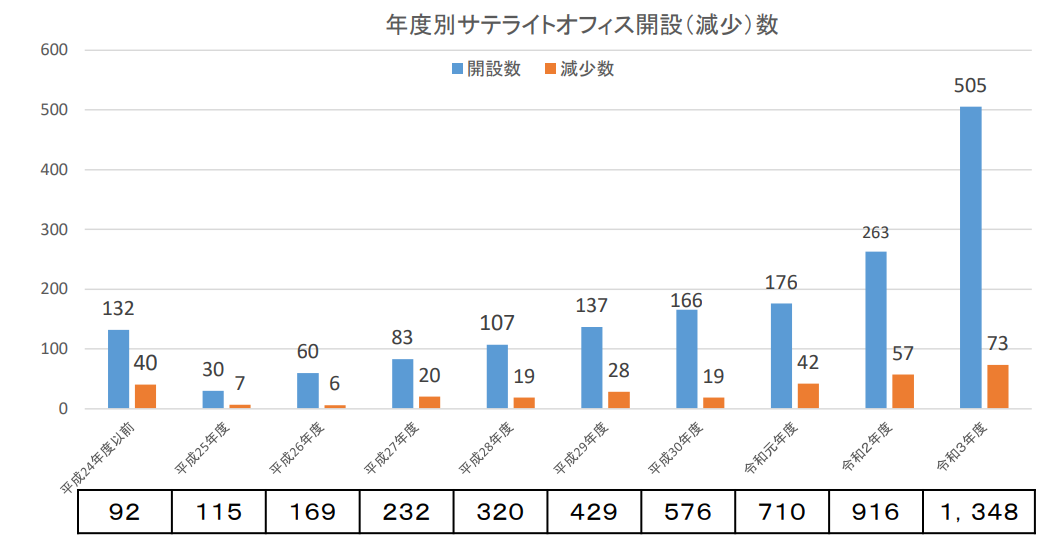 年度別サテライトオフィス開設（減少）数
開設数 減少数
600
500
400
300
200
100
0
132 40
30 7
60 6
83 20
107 19
137 28
166 19
176 42
263 57
505 73
平成24年度以前
平成25年度
平成26年度
平成27年度
平成28年度
平成29年度
平成30年度
令和元年度
令和2年度
令和3年度
92 115 169 232 320 429 576 710 916 1,348